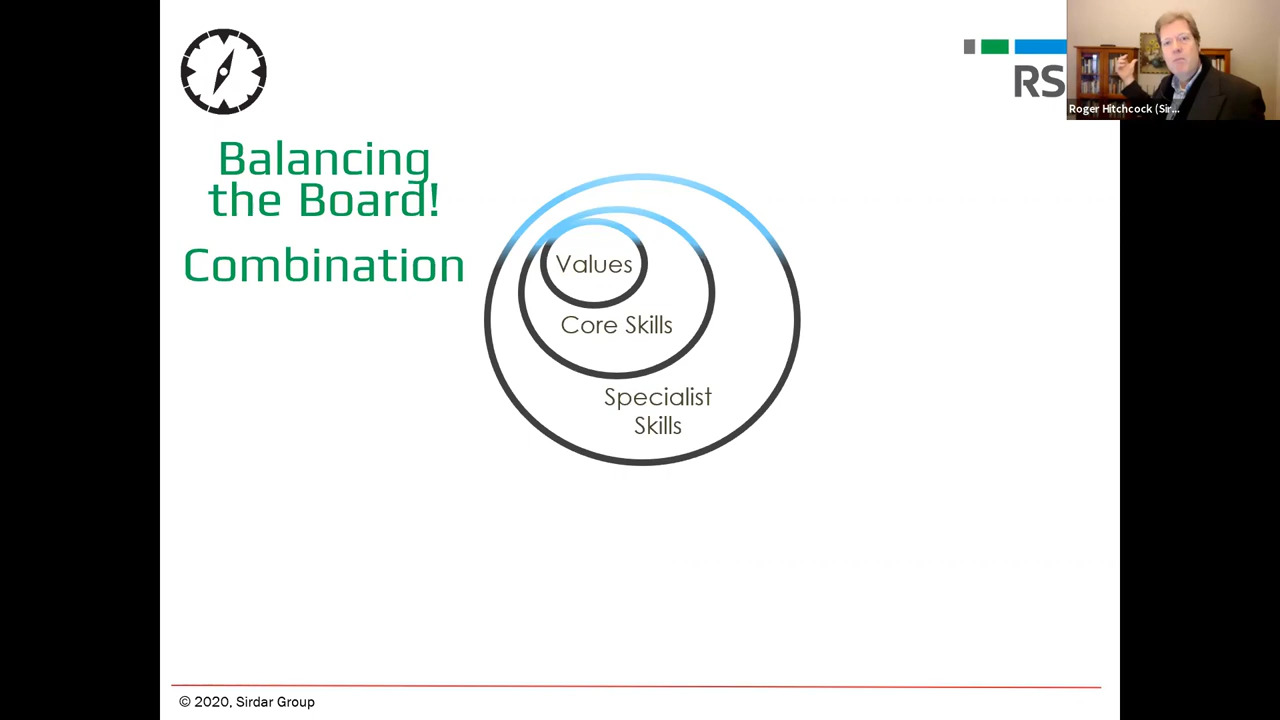 RS
Roger Hitchcock (Sir...
Balancing
the Board!
Combination
Values
Core Skills
Specialist
Skills
© 2020, Sirdar Group